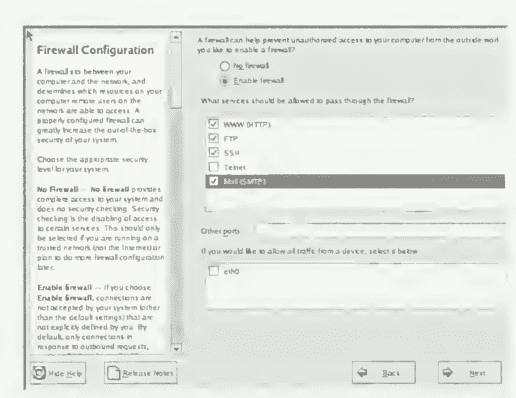 Firewall Configuration
A firewall sits between your
computer and the network, and
determines which resources on your
computer remote users on the
network are able to access. A
properly configured firewall can
greatly increase the out-of-the-box
security of your system.
Choose the appropriate security
level for your system.
No Firewall — No firewall provides
complete access to your system and
does no security checking. Security
checking is the disabling of access
to certain services. This should only
be selected if you are running on a
trusted network (not the Internet) or
plan to do more firewall configuration
later.
Enable firewall — If you choose
Enable firewall, connections are
not accepted by your system (other
than the default settings) that are
not explicitly defined by you. By
default, only connections in
response to outbound requests,
A firewall can help prevent unauthorized access to your computer from the outside worl
you like to enable a firewall?
No firewall
Enable firewall
What services should be allowed to pass through the firewall?
WWW (HTTP)
FTP
SSH
Telnet
Mail (SMTP)
Other ports
If you would like to allow all traffic from a device, select it below
eth0
Hide Help
Release Notes
Back
Next